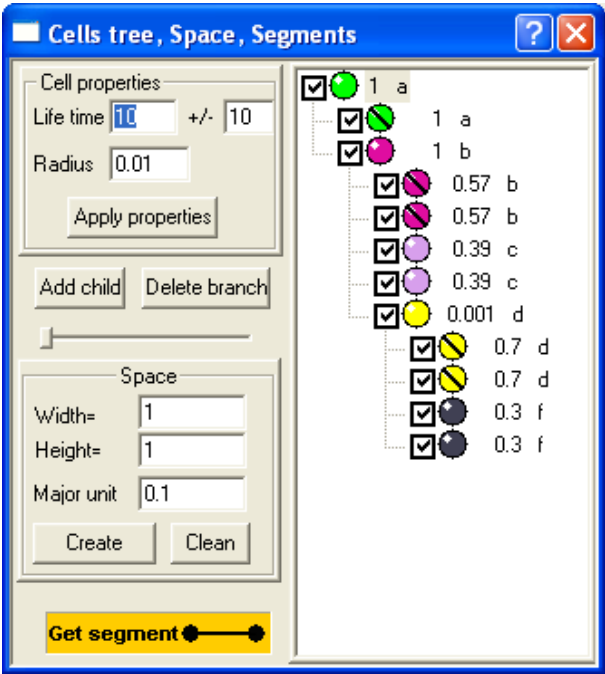 Cells tree, Space, Segments
Cell properties
Life time 10 +/- 10
Radius 0.01
Apply properties
Add child Delete branch
Space
Width= 1
Height= 1
Major unit 0.1
Create Clean
Get segment
1 a
1 a
1 b
0.57 b
0.57 b
0.39 c
0.39 c
0.001 d
0.7 d
0.7 d
0.3 f
0.3 f